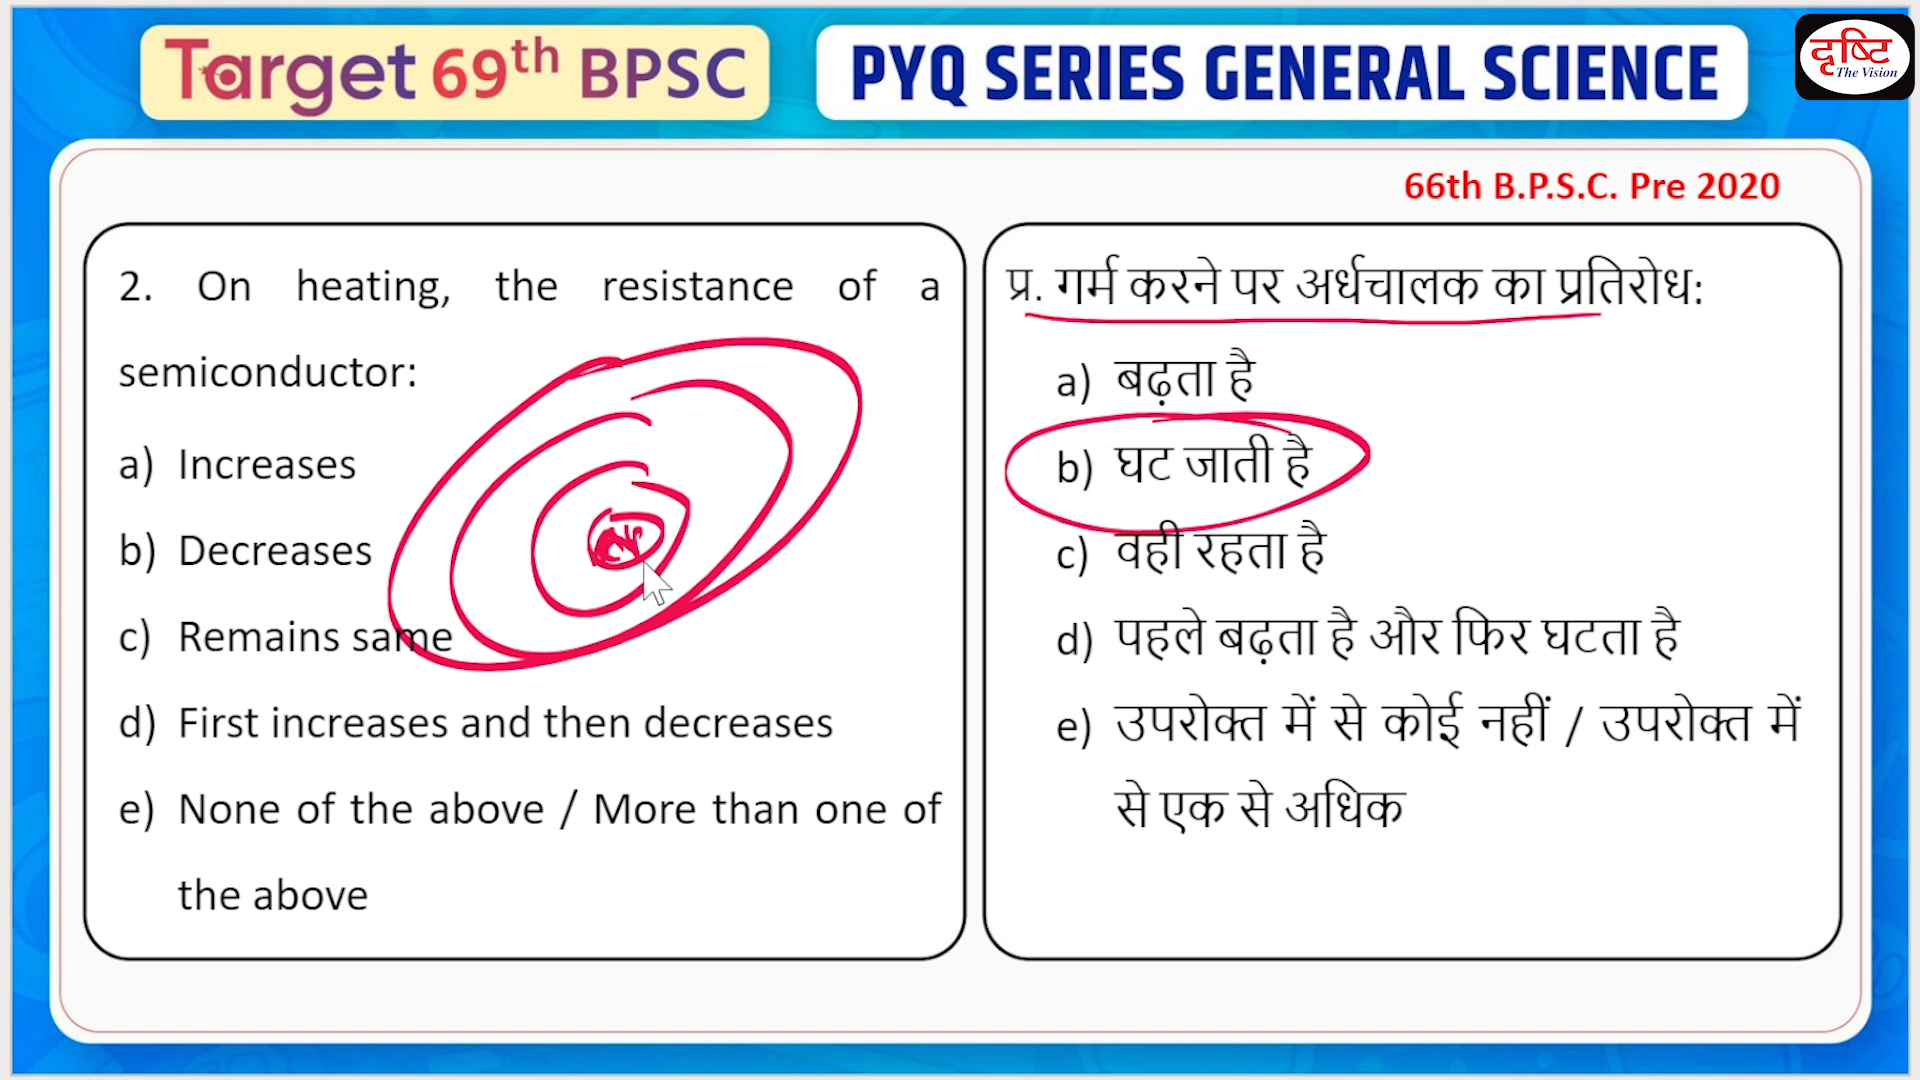 Target 69th BPSC
PYQ SERIES GENERAL SCIENCE
दृष्टि
The Vision
66th B.P.S.C. Pre 2020
2. On heating, the resistance of a
semiconductor:
a) Increases
b) Decreases
c) Remains same
d) First increases and then decreases
e) None of the above / More than one of
the above
प्र. गर्म करने पर अर्धचालक का प्रतिरोध:
a) बढ़ता है
b) घट जाती है
c) वही रहता है
d) पहले बढ़ता है और फिर घटता है
e) उपरोक्त में से कोई नहीं / उपरोक्त में
से एक से अधिक